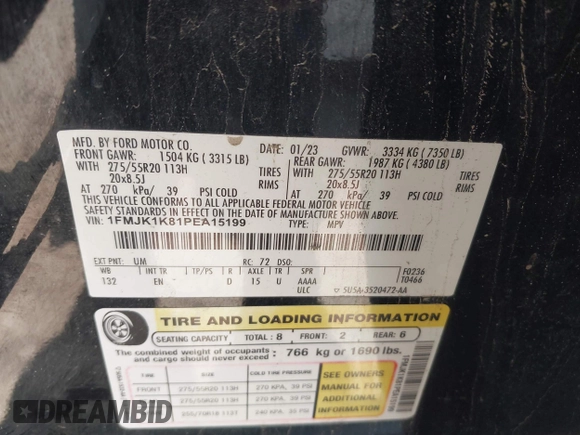 MFD. BY FORD MOTOR CO.
DATE: 01/23 GVWR: 3334 KG ( 7350 LB)
FRONT GAWR: 1504 KG ( 3315 LB) REAR GAWR: 1987 KG ( 4380 LB)
WITH 275/55R20 113H TIRES WITH 275/55R20 113H TIRES
20x8.5J RIMS 20x8.5J RIMS
AT 270 kPa/ 39 PSI COLD AT 270 kPa/ 39 PSI COLD
THIS VEHICLE CONFORMS TO ALL APPLICABLE FEDERAL MOTOR VEHICLE
SAFETY STANDARDS IN EFFECT ON THE DATE OF MANUFACTURE SHOWN ABOVE.
VIN: 1FMJK1K81PEA15199 TYPE: MPV
EXT PNT: UM RC: 72 DSO:
WB INT TR TP/PS R AXLE TR SPR F0236
132 EN - D 15 U AAAA T0466
ULC 5U5A-3520472-AA
TIRE AND LOADING INFORMATION
SEATING CAPACITY TOTAL : 8 FRONT: 2 REAR: 6
The combined weight of occupants and cargo should never exceed : 766 kg or 1690 lbs.
TIRE SIZE COLD TIRE PRESSURE
FRONT 275/55R20 113H 270 KPA, 39 PSI
275/55R20 113H 270 KPA, 39 PSI
SEE OWNERS
MANUAL FOR
ADDITIONAL
INFORMATION
DREAMBID